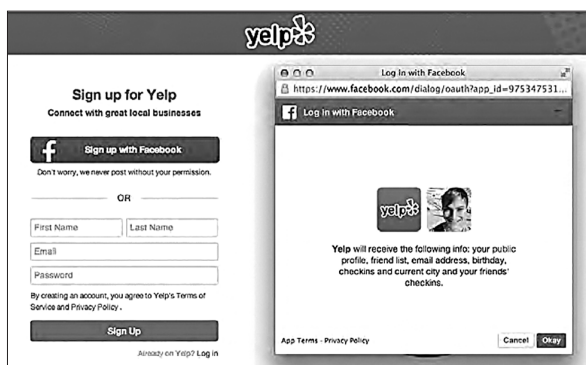 yelp
Sign up for Yelp
Connect with great local businesses
f Sign up with Facebook
Don't worry, we never post without your permission.
OR
First Name Last Name
Email
Password
By creating an account, you agree to Yelp's Terms of
Service and Privacy Policy .
Sign Up
Already on Yelp? Log in
Log In with Facebook
https://www.facebook.com/dialog/oauth?app_id=975347531...
f Log in with Facebook
yelp
Yelp will receive the following info: your public
profile, friend list, email address, birthday,
checkins and current city and your friends'
checkins.
App Terms · Privacy Policy
Cancel Okay